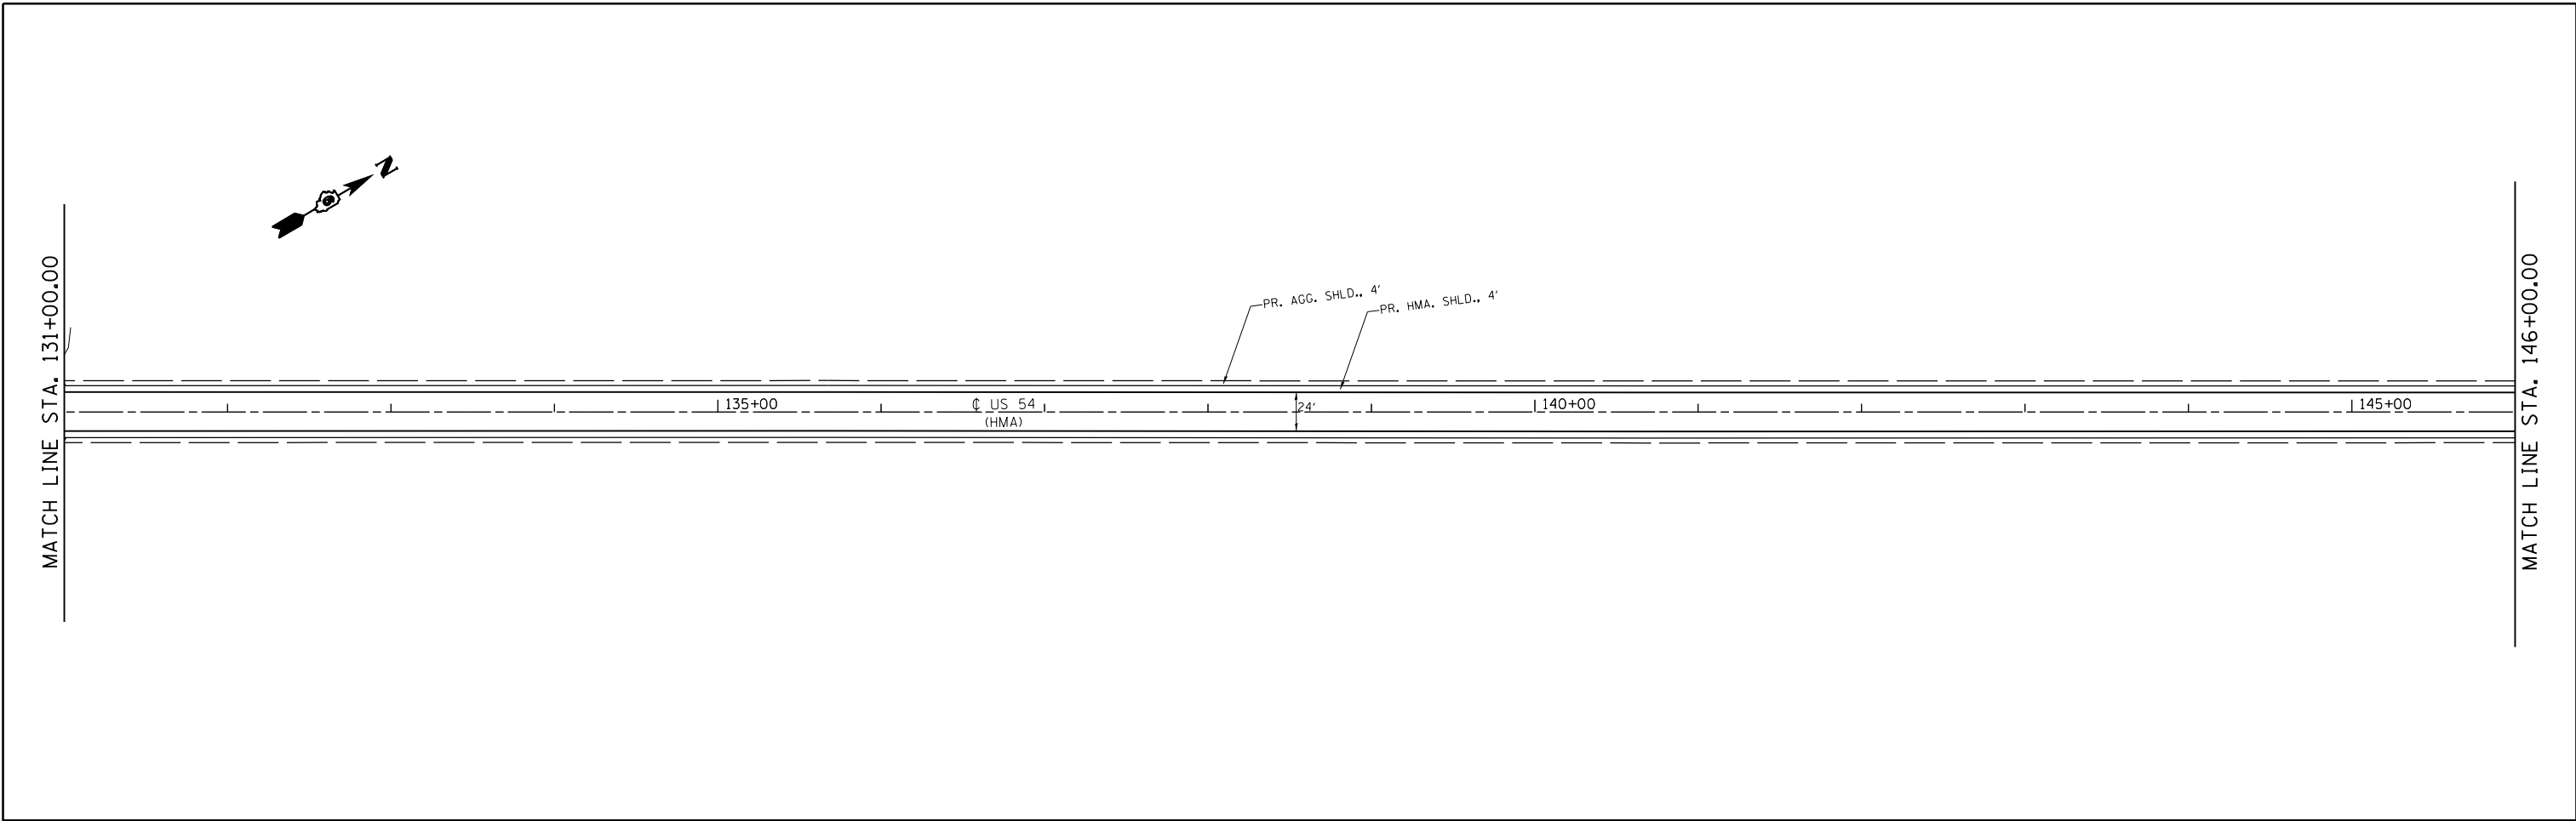 N
MATCH LINE STA. 131+00.00
PR. AGG. SHLD., 4'
PR. HMA. SHLD., 4'
135+00
℄ US 54
(HMA)
24'
140+00
145+00
MATCH LINE STA. 146+00.00